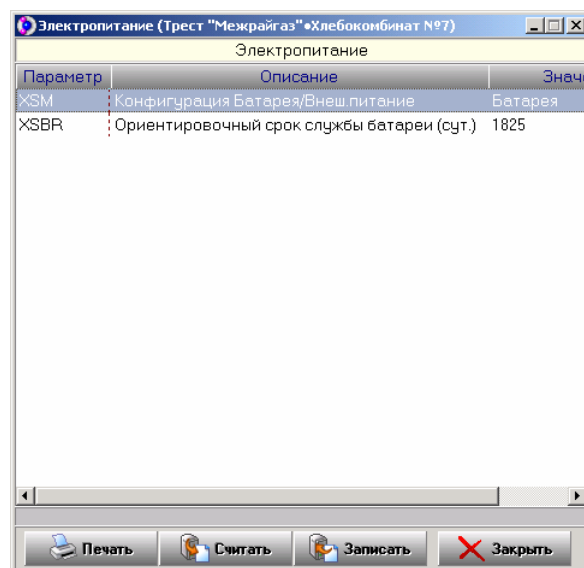 Электропитание (Трест "Межрайгаз"•Хлебокомбинат №7)
Электропитание
Параметр Описание Знач
XSM Конфигурация Батарея/Внеш.питание Батарея
XSBR Ориентировочный срок службы батареи (сут.) 1825
Печать Считать Записать Закрыть